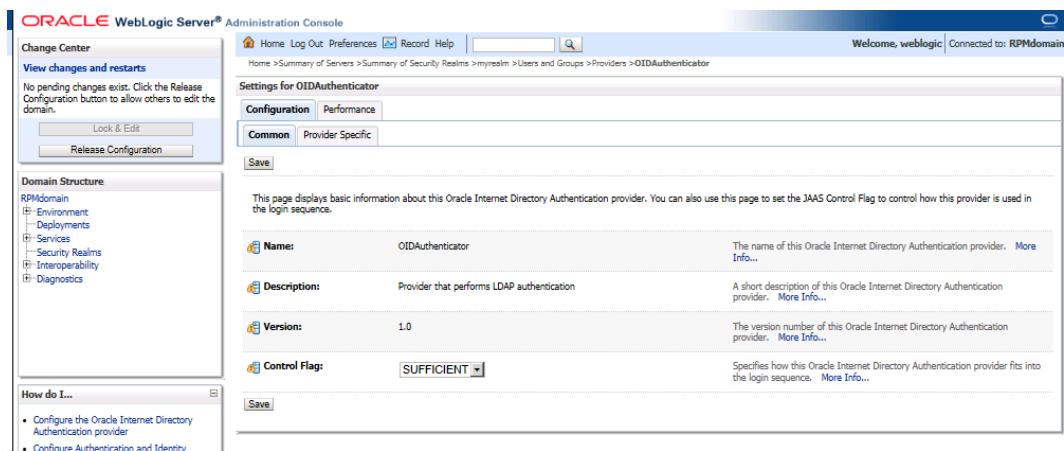 ORACLE WebLogic Server® Administration Console
Change Center
View changes and restarts
No pending changes exist. Click the Release
Configuration button to allow others to edit the
domain.
Lock & Edit
Release Configuration
Domain Structure
RPMdomain
Environment
Deployments
Services
Security Realms
Interoperability
Diagnostics
How do I...
• Configure the Oracle Internet Directory
Authentication provider
• Configure Authentication and Identity
Home Log Out Preferences Record Help
Welcome, weblogic Connected to: RPMdomain
Home >Summary of Servers >Summary of Security Realms >myrealm >Users and Groups >Providers >OIDAuthenticator
Settings for OIDAuthenticator
Configuration Performance
Common Provider Specific
Save
This page displays basic information about this Oracle Internet Directory Authentication provider. You can also use this page to set the JAAS Control Flag to control how this provider is used in
the login sequence.
Name: OIDAuthenticator The name of this Oracle Internet Directory Authentication provider. More
Info...
Description: Provider that performs LDAP authentication A short description of this Oracle Internet Directory Authentication
provider. More Info...
Version: 1.0 The version number of this Oracle Internet Directory Authentication
provider. More Info...
Control Flag: SUFFICIENT Specifies how this Oracle Internet Directory Authentication provider fits into
the login sequence. More Info...
Save